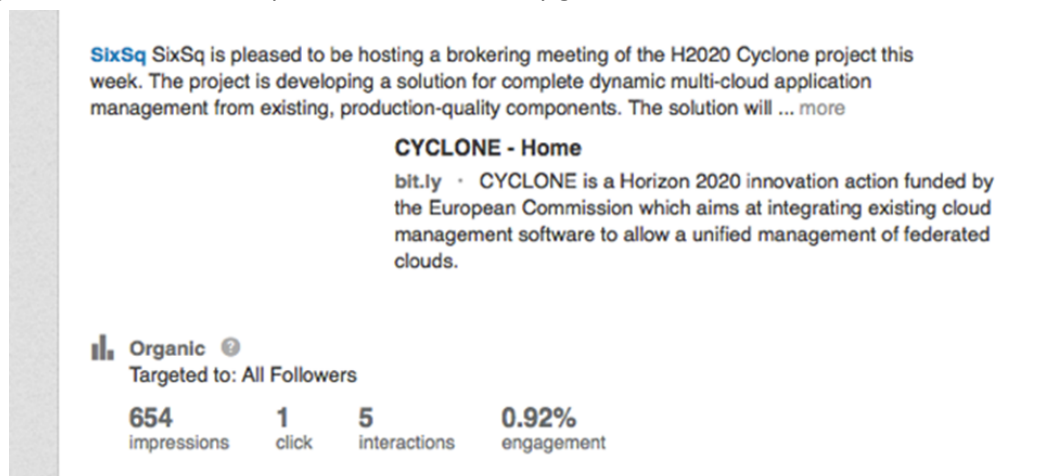 SixSq SixSq is pleased to be hosting a brokering meeting of the H2020 Cyclone project this
week. The project is developing a solution for complete dynamic multi-cloud application
management from existing, production-quality components. The solution will ... more
CYCLONE - Home
bit.ly · CYCLONE is a Horizon 2020 innovation action funded by
the European Commission which aims at integrating existing cloud
management software to allow a unified management of federated
clouds.
Organic ?
Targeted to: All Followers
654 1 5 0.92%
impressions click interactions engagement